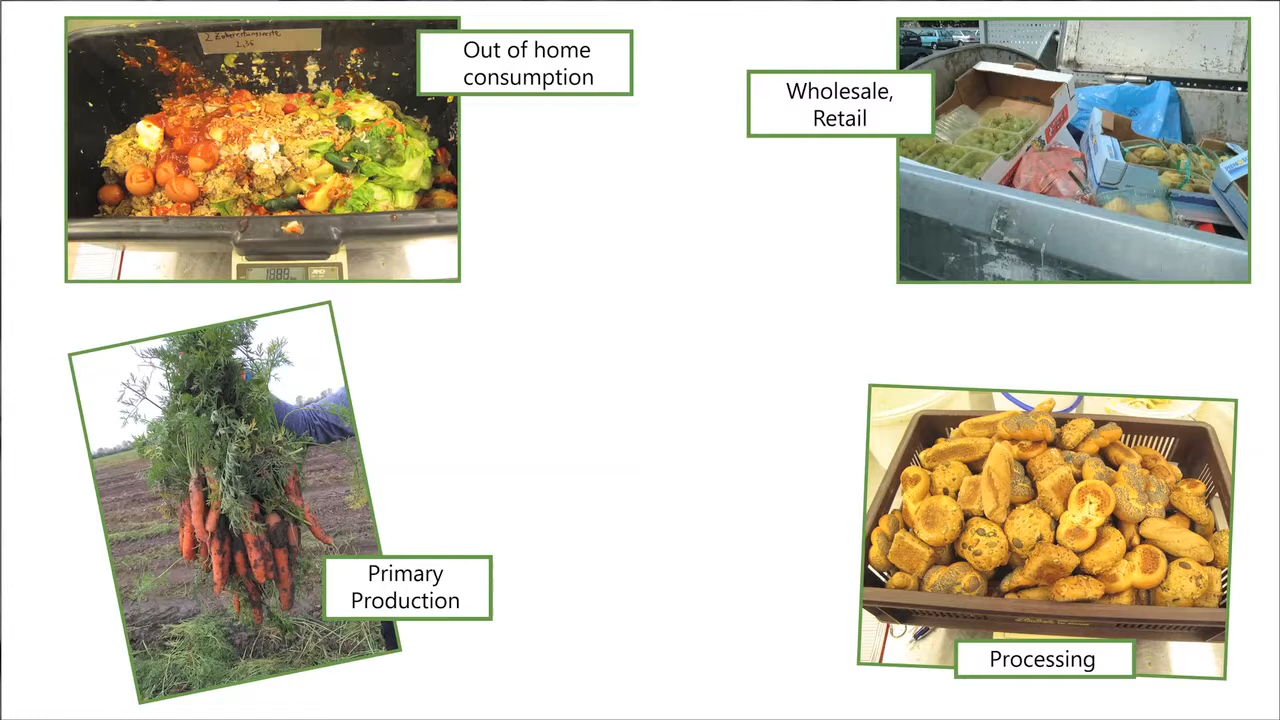 Out of home
consumption
Wholesale,
Retail
Primary
Production
Processing